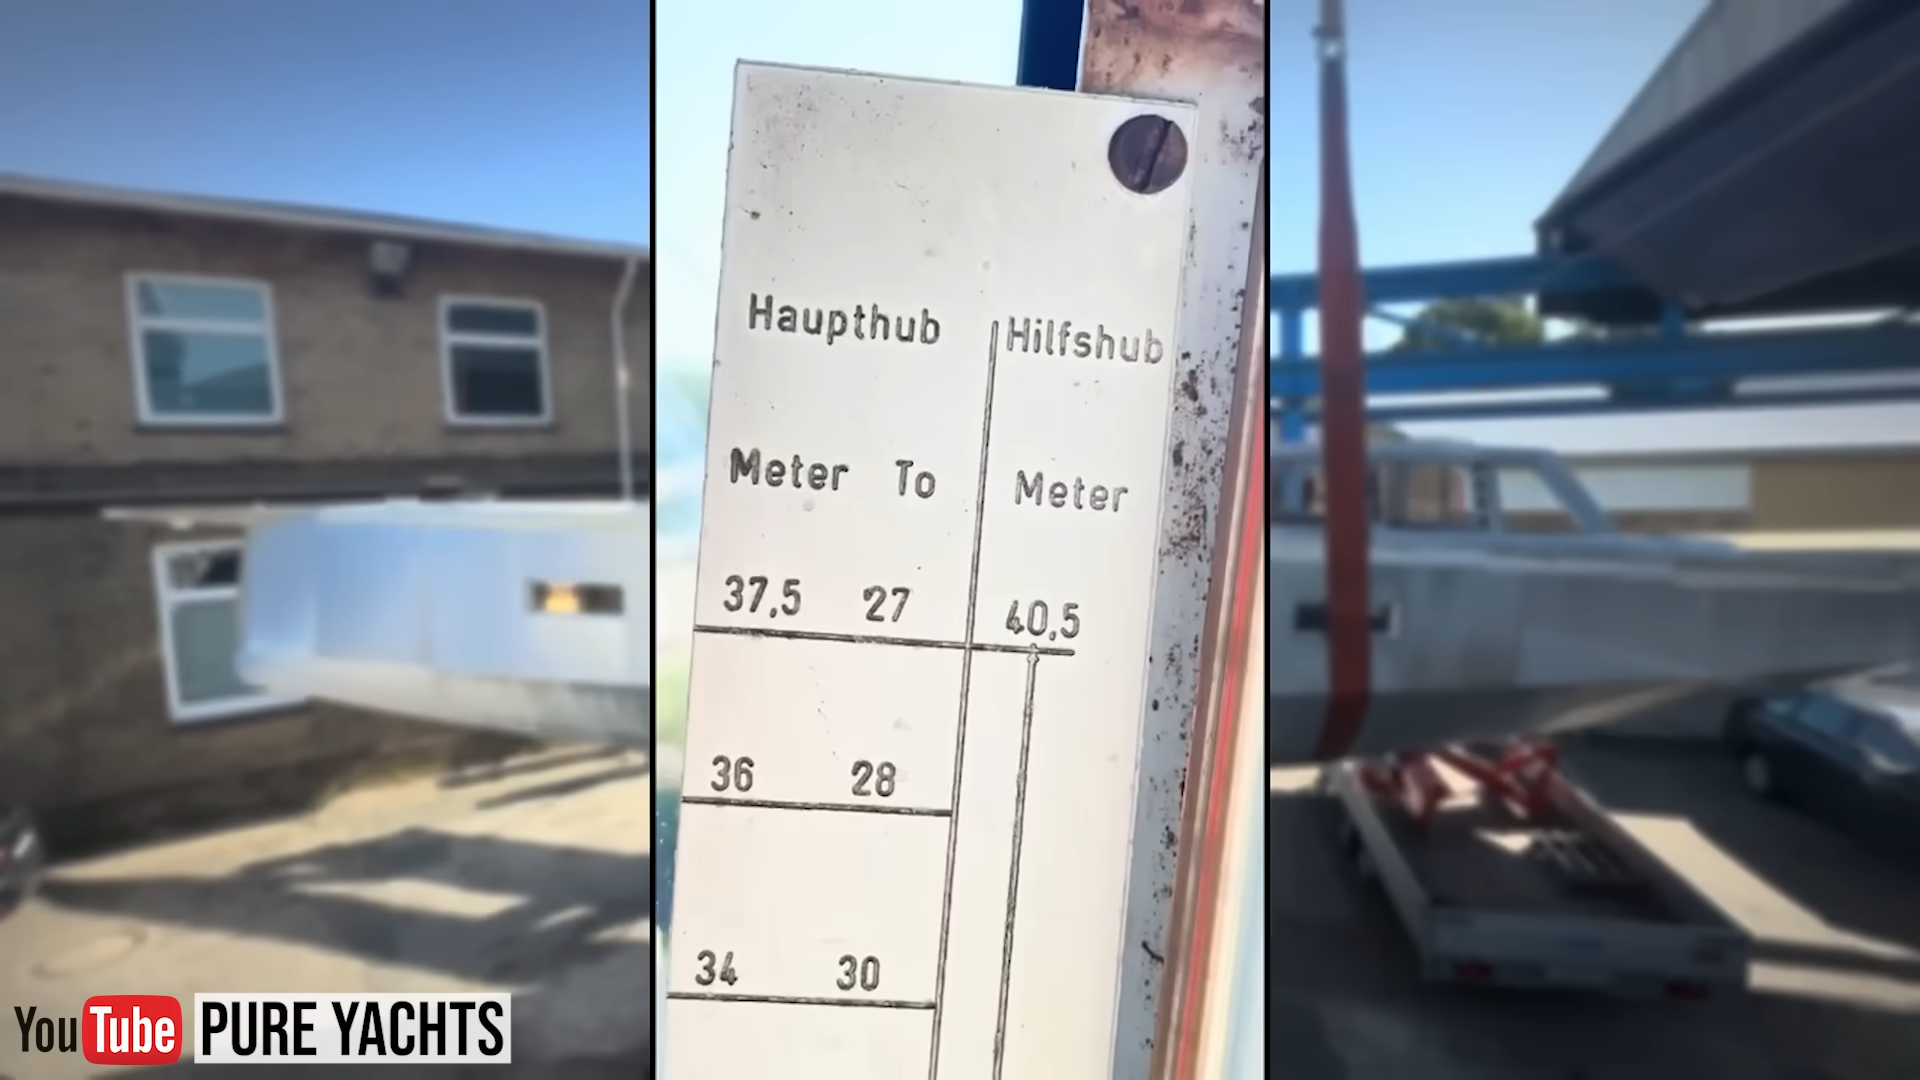 Haupthub Hilfshub
Meter To Meter
37,5 27 40,5
36 28
34 30
YouTube PURE YACHTS